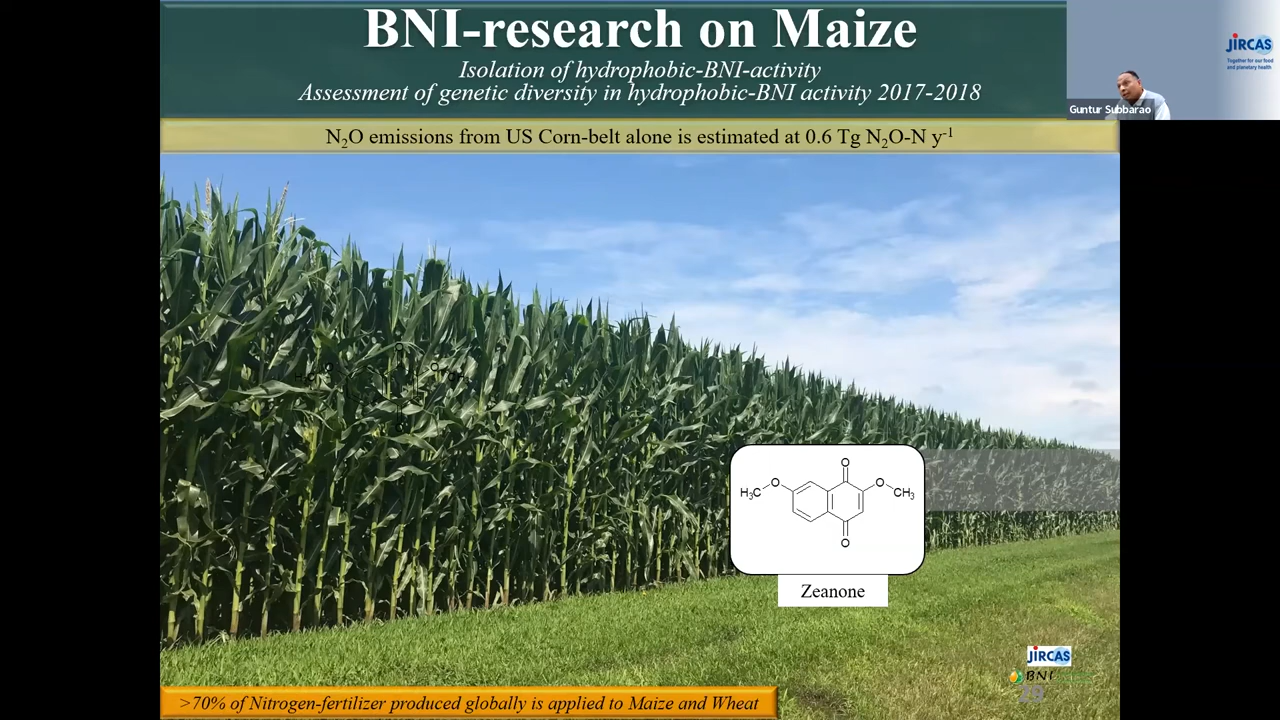 BNI-research on Maize
Isolation of hydrophobic-BNI-activity
Assessment of genetic diversity in hydrophobic-BNI activity 2017-2018
JIRCAS
Together for our food
and planetary health
Guntur Subbarao
N₂O emissions from US Corn-belt alone is estimated at 0.6 Tg N₂O-N y⁻¹
O
H₃C O O CH₃
O
Zeanone
JIRCAS
BNI
29
>70% of Nitrogen-fertilizer produced globally is applied to Maize and Wheat